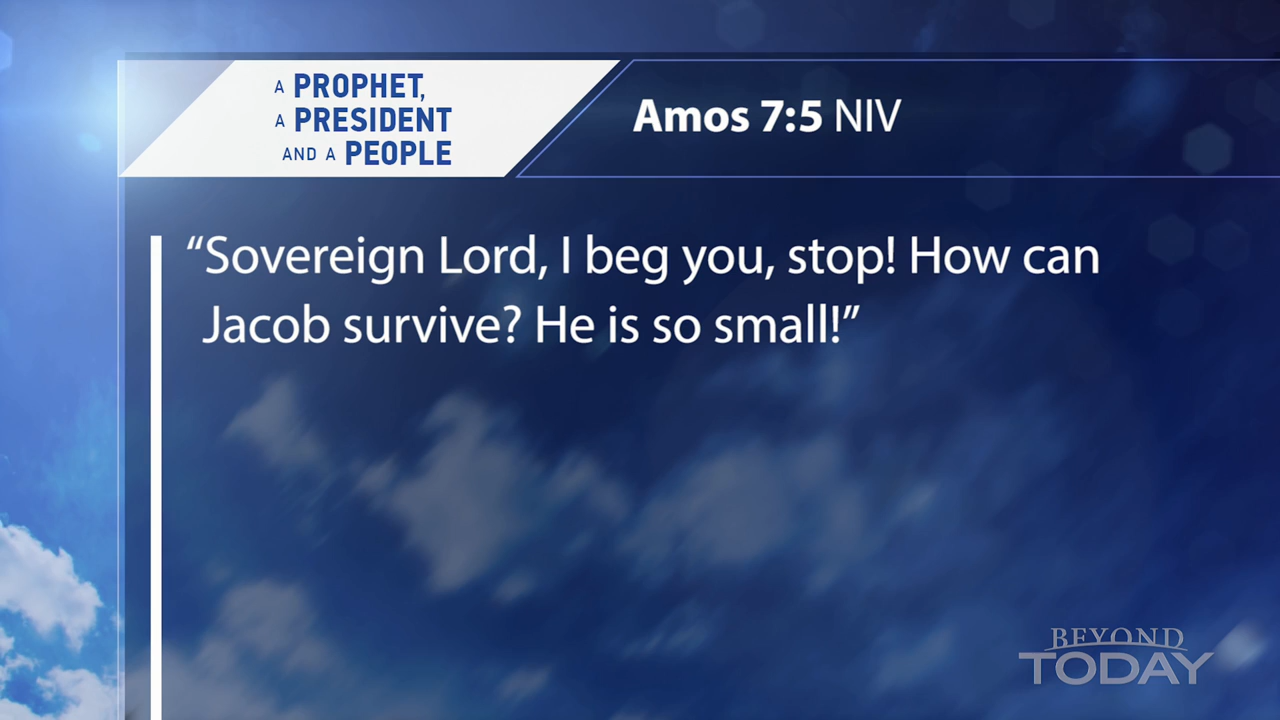 A PROPHET,
A PRESIDENT
AND A PEOPLE
Amos 7:5 NIV
“Sovereign Lord, I beg you, stop! How can
Jacob survive? He is so small!”
BEYOND
TODAY